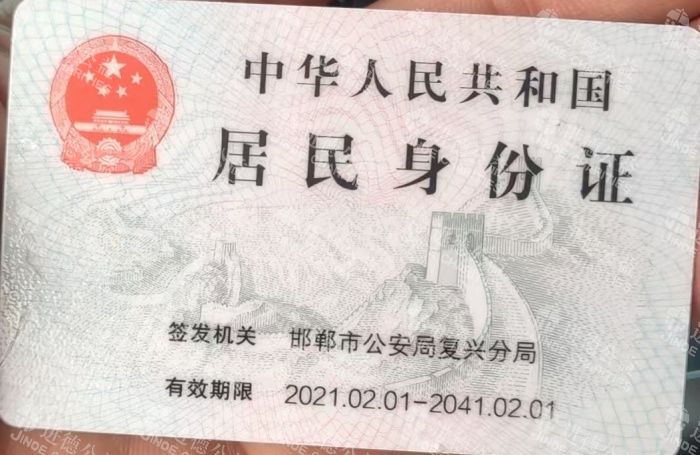 中华人民共和国
居民身份证
签发机关 邯郸市公安局复兴分局
有效期限 2021.02.01-2041.02.01